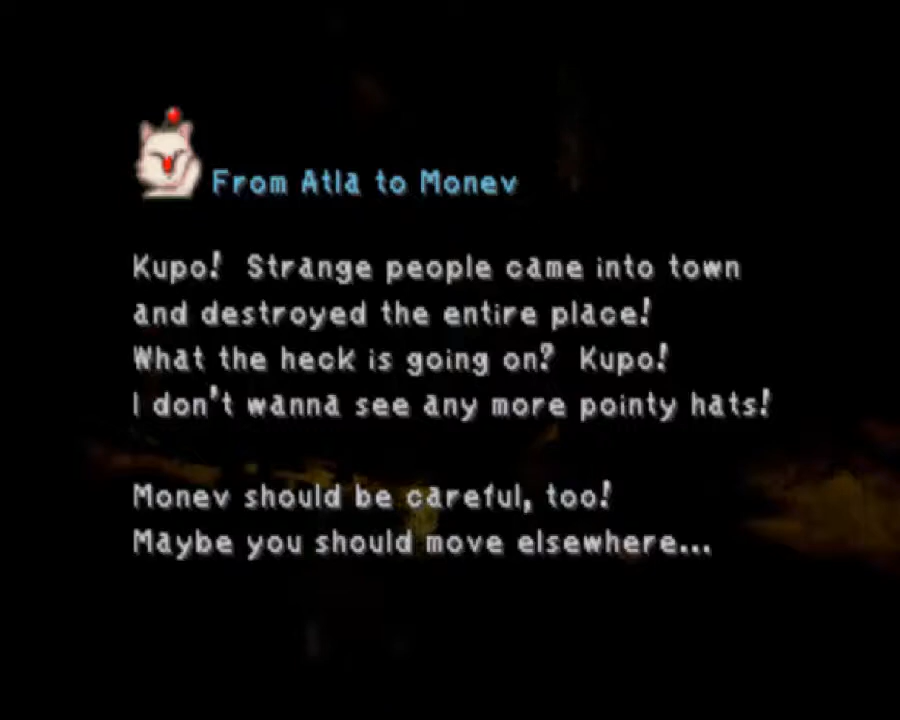 From Atla to Monev
Kupo! Strange people came into town
and destroyed the entire place!
What the heck is going on? Kupo!
I don't wanna see any more pointy hats!
Monev should be careful, too!
Maybe you should move elsewhere...